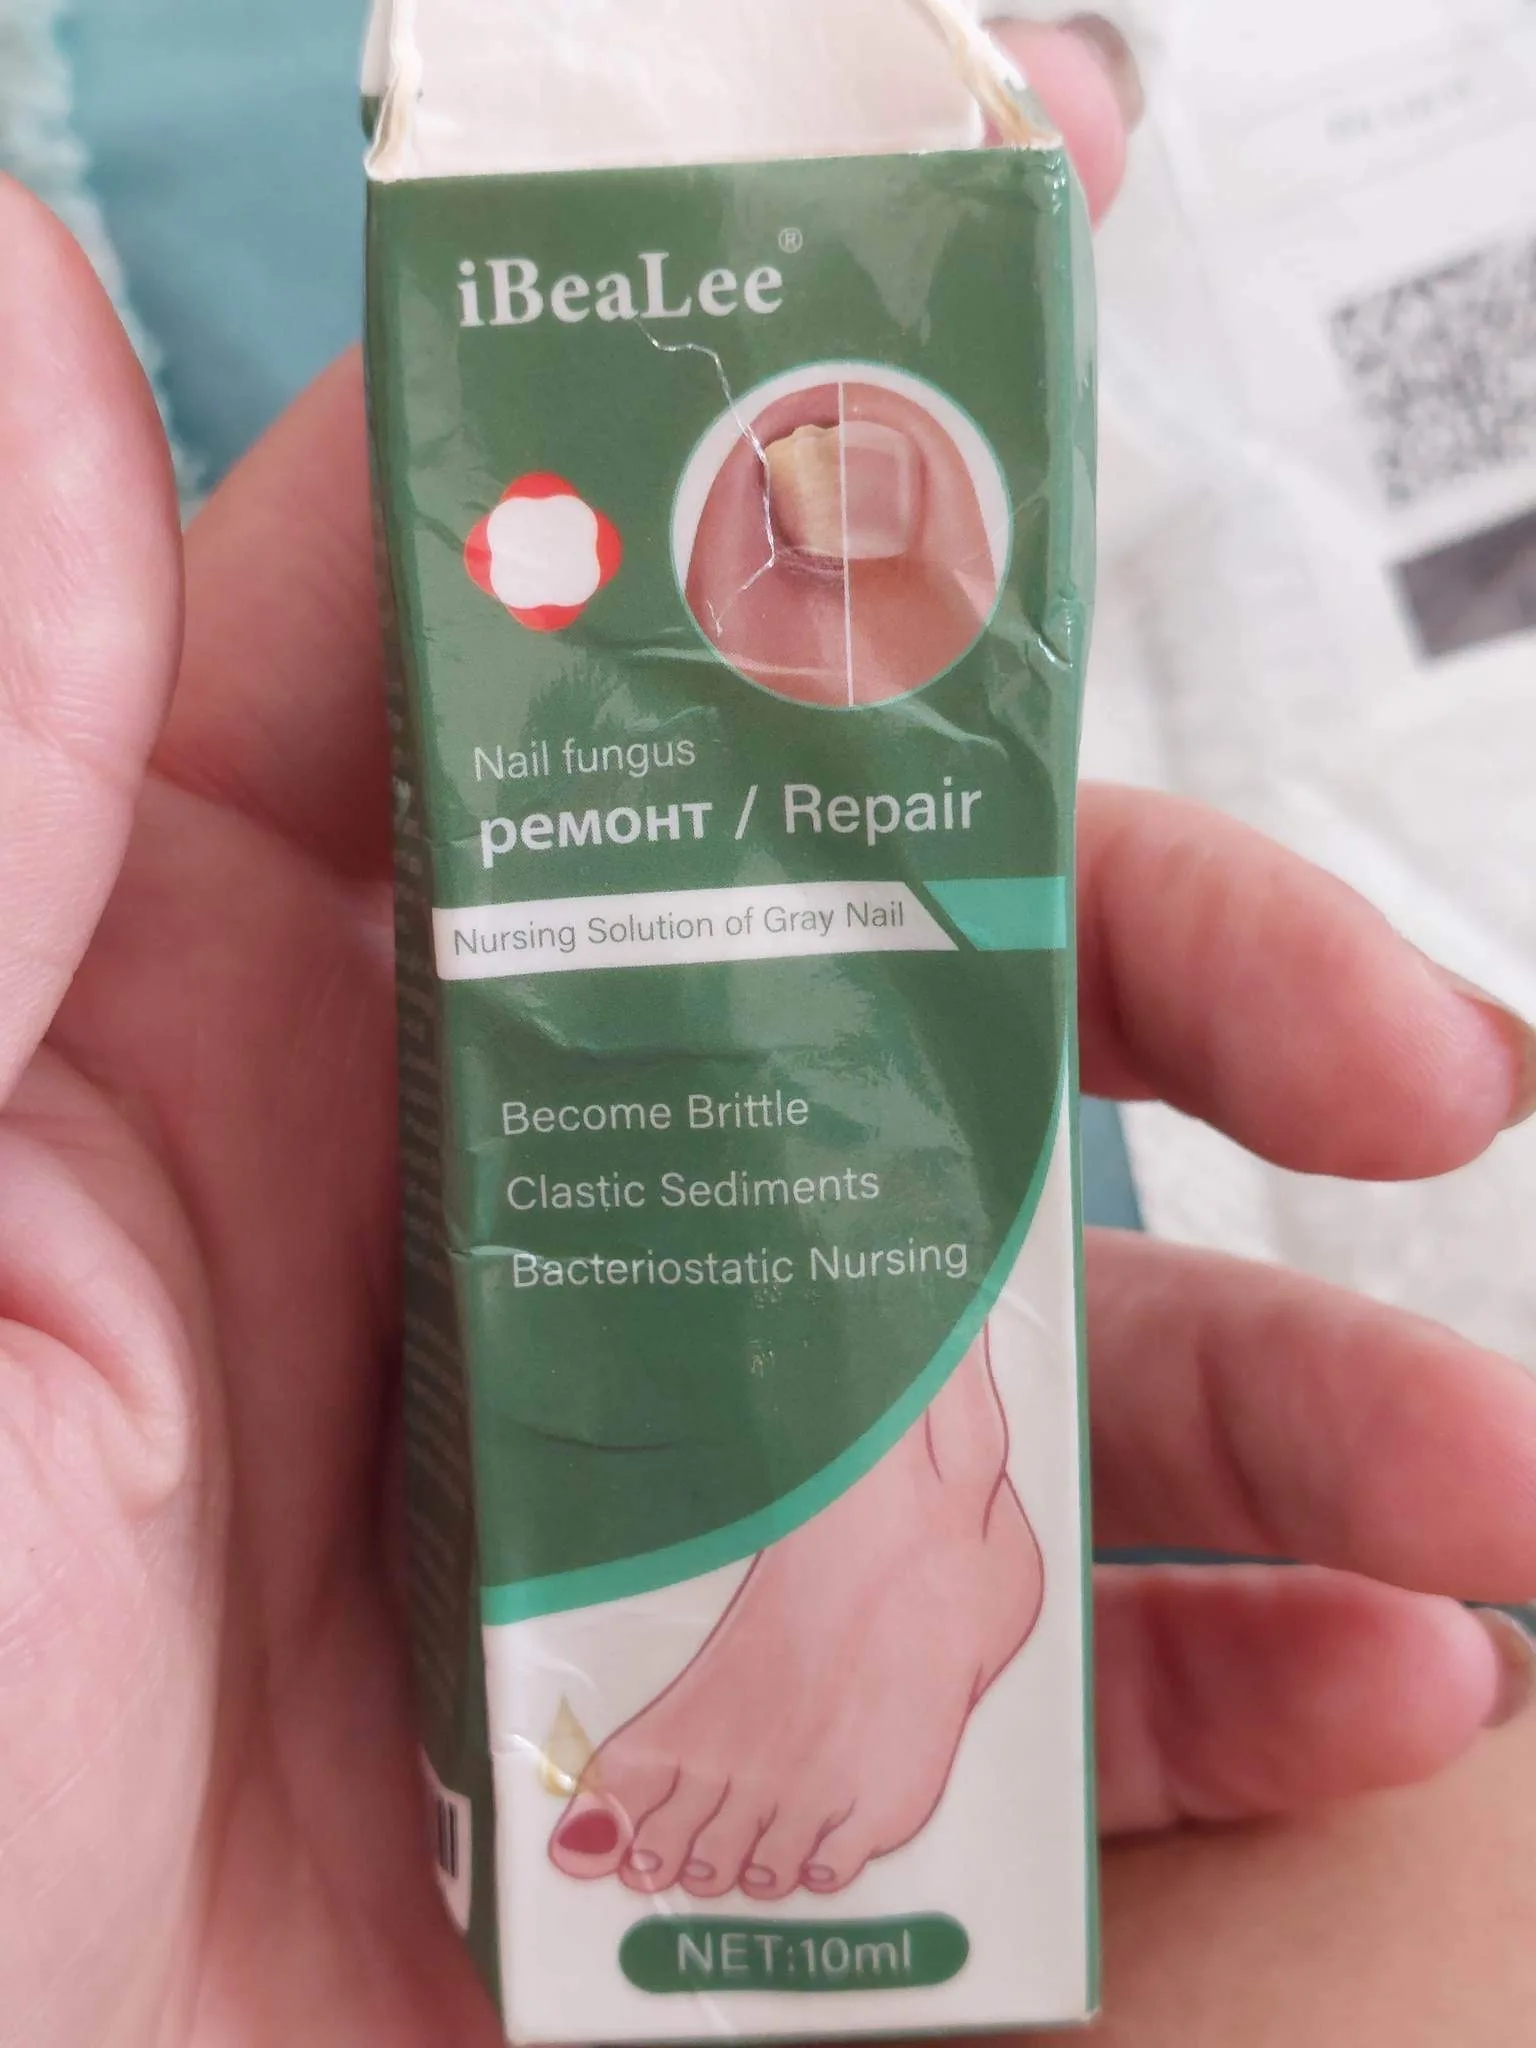 iBeaLee®
Nail fungus
ремонт / Repair
Nursing Solution of Gray Nail
Become Brittle
Clastic Sediments
Bacteriostatic Nursing
NET:10ml